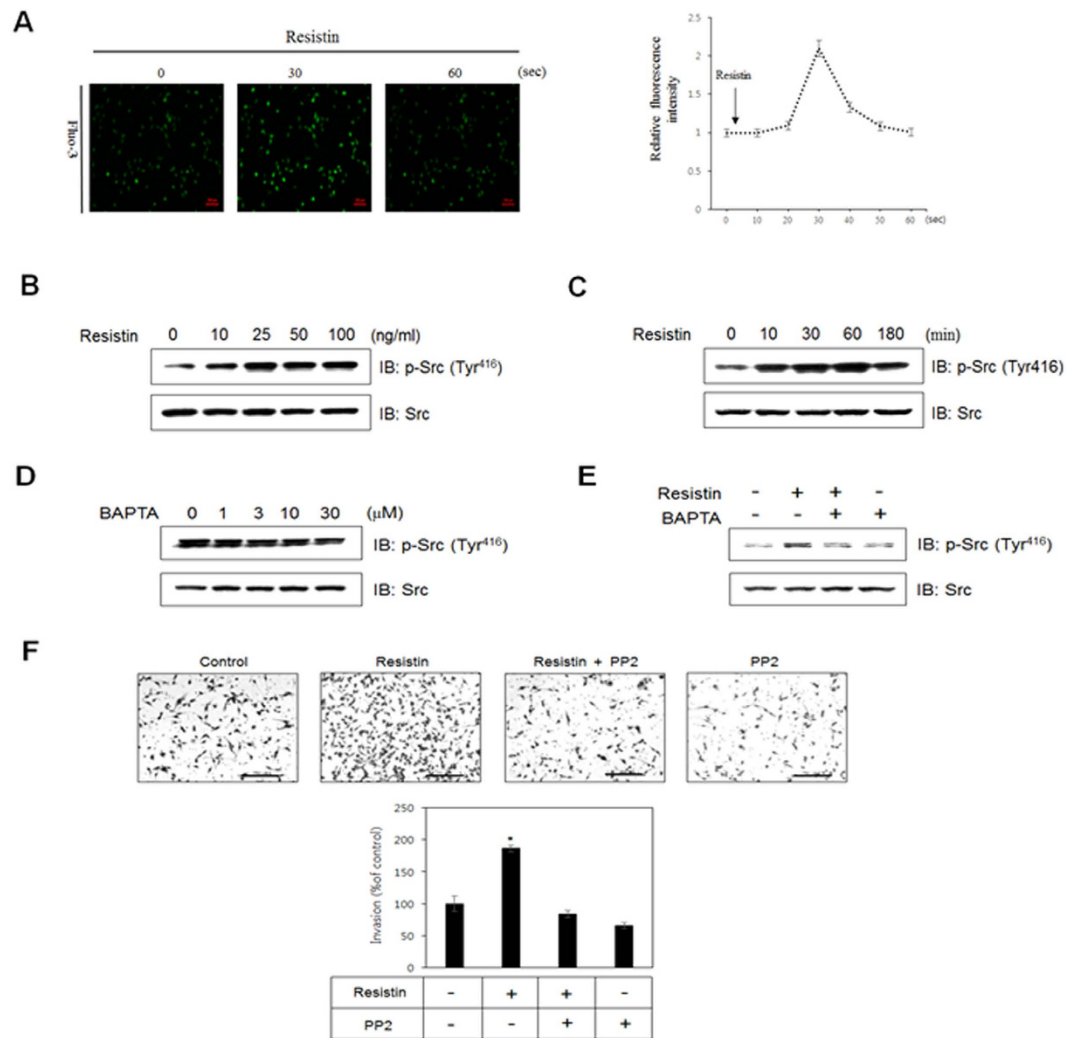 A
Resistin
0 30 60 (sec)
Fluo-3
Relative fluorescence
intensity
2.5
2
1.5
1
0.5
0
Resistin
0 10 20 30 40 50 60 (sec)
B
Resistin 0 10 25 50 100 (ng/ml)
IB: p-Src (Tyr⁴¹⁶)
IB: Src
C
Resistin 0 10 30 60 180 (min)
IB: p-Src (Tyr416)
IB: Src
D
BAPTA 0 1 3 10 30 (μM)
IB: p-Src (Tyr⁴¹⁶)
IB: Src
E
Resistin - + + -
BAPTA - - + +
IB: p-Src (Tyr⁴¹⁶)
IB: Src
F
Control Resistin Resistin + PP2 PP2
Invasion (%of control)
250
200
150
100
50
0
*
Resistin - + + -
PP2 - - + +